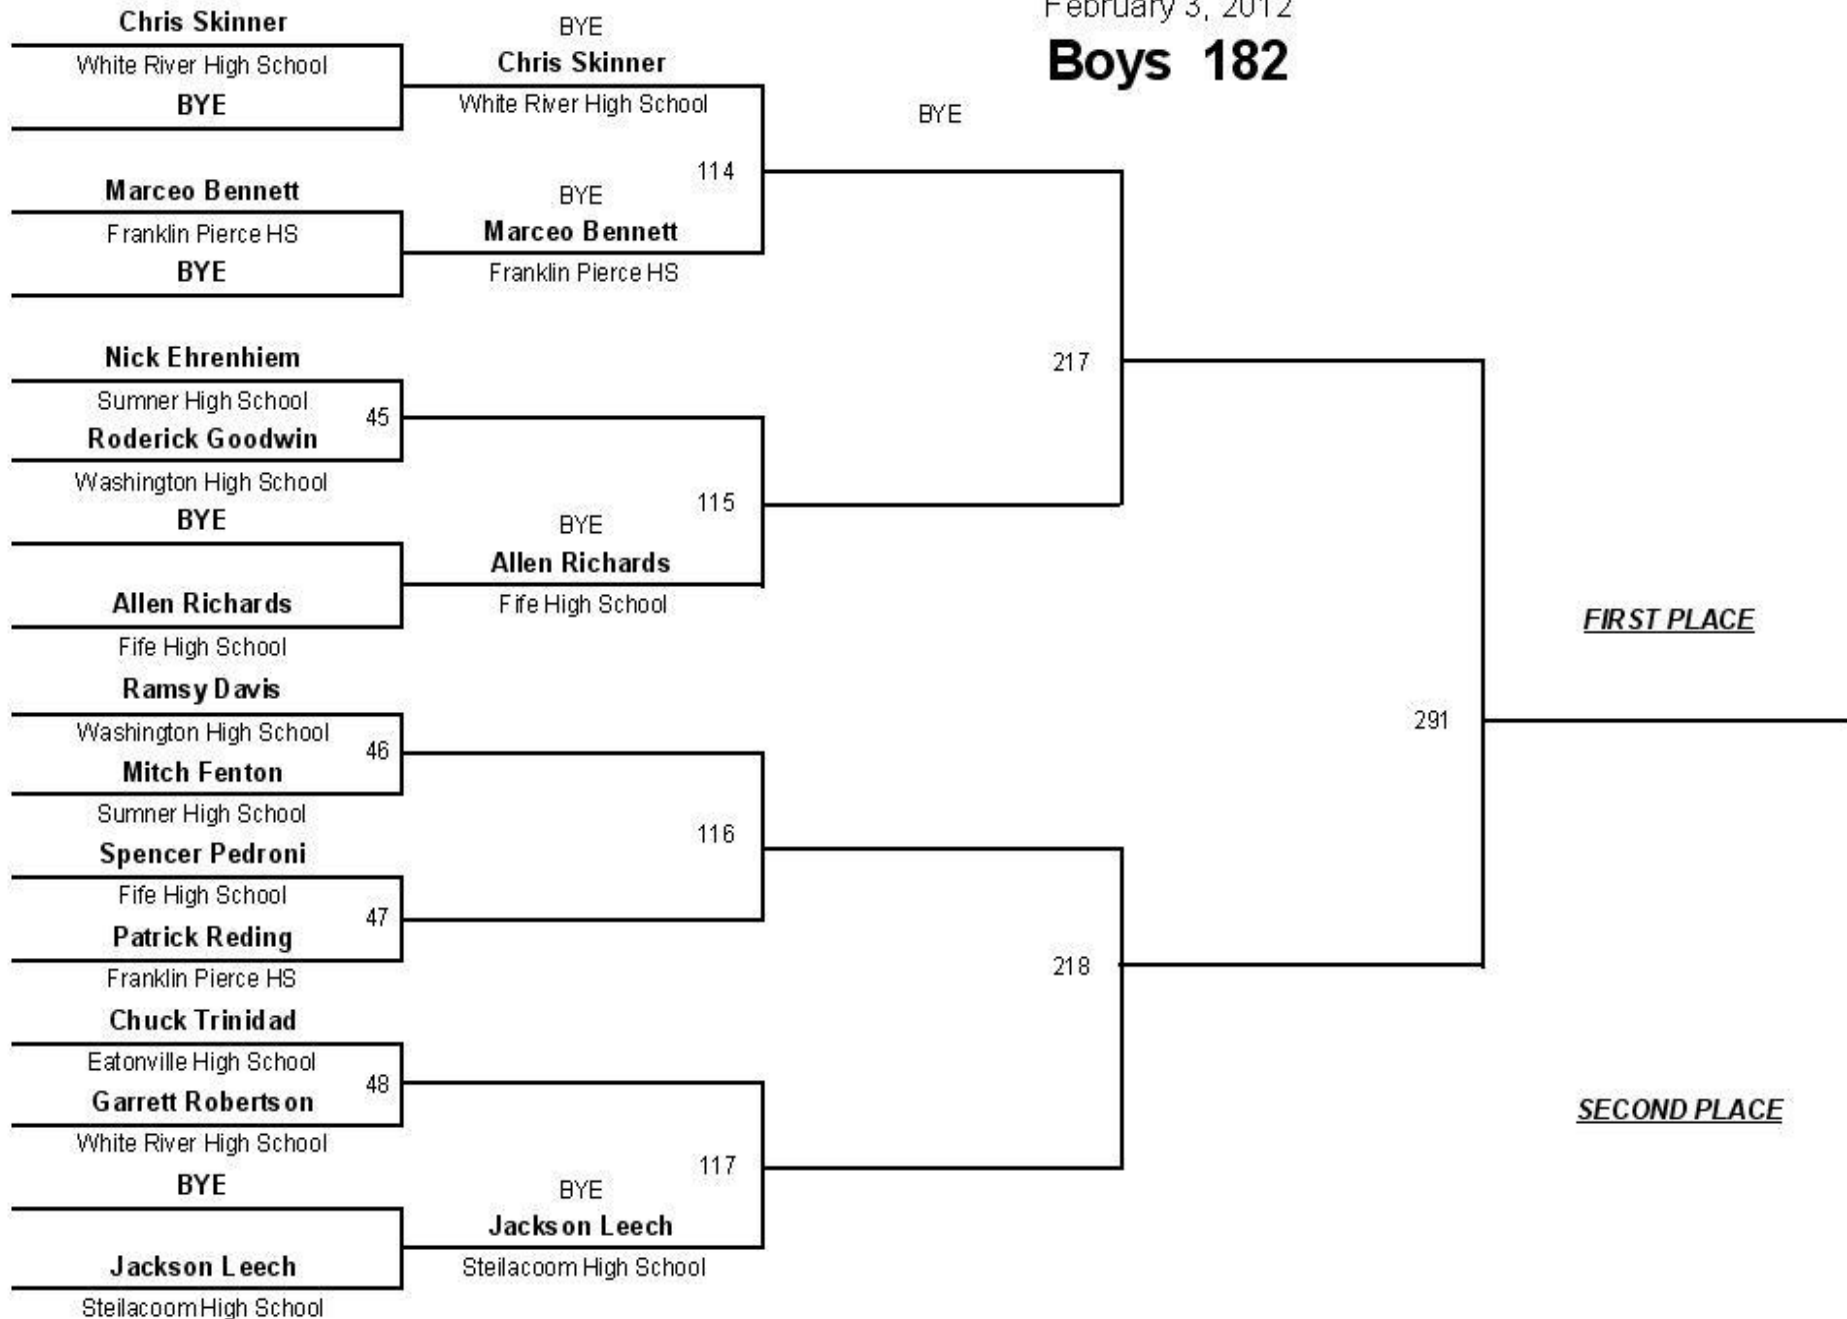 February 3, 2012
Boys 182
Chris Skinner
White River High School
BYE
Marceo Bennett
Franklin Pierce HS
BYE
Nick Ehrenhiem
Sumner High School
45
Roderick Goodwin
Washington High School
BYE
Allen Richards
Fife High School
Ramsy Davis
Washington High School
46
Mitch Fenton
Sumner High School
Spencer Pedroni
Fife High School
47
Patrick Reding
Franklin Pierce HS
Chuck Trinidad
Eatonville High School
48
Garrett Robertson
White River High School
BYE
Jackson Leech
Steilacoom High School
BYE
Chris Skinner
White River High School
114
BYE
Marceo Bennett
Franklin Pierce HS
115
BYE
Allen Richards
Fife High School
116
117
BYE
Jackson Leech
Steilacoom High School
BYE
217
218
291
FIRST PLACE
SECOND PLACE